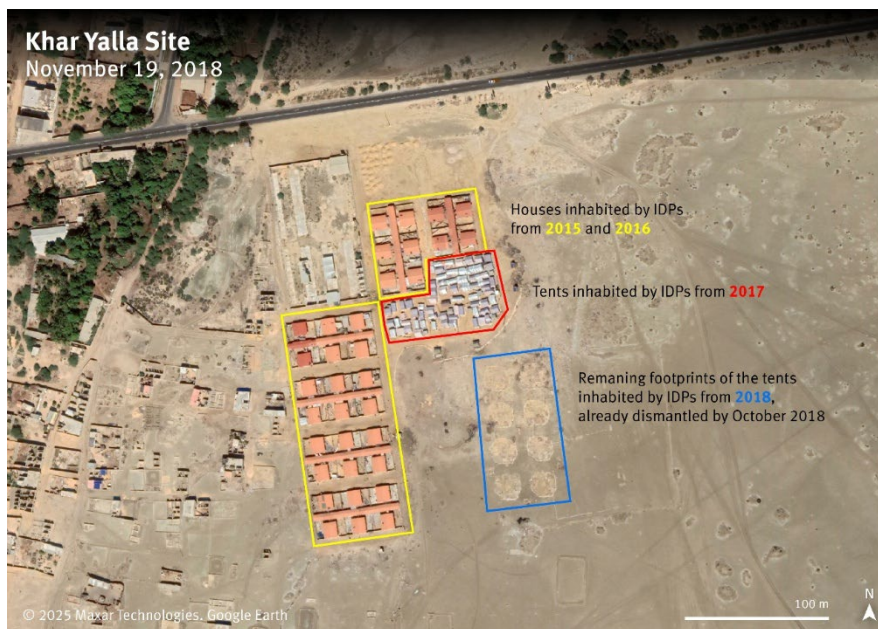 Khar Yalla Site
November 19, 2018
Houses inhabited by IDPs
from 2015 and 2016
Tents inhabited by IDPs from 2017
Remaning footprints of the tents
inhabited by IDPs from 2018,
already dismantled by October 2018
© 2025 Maxar Technologies. Google Earth
100 m
N